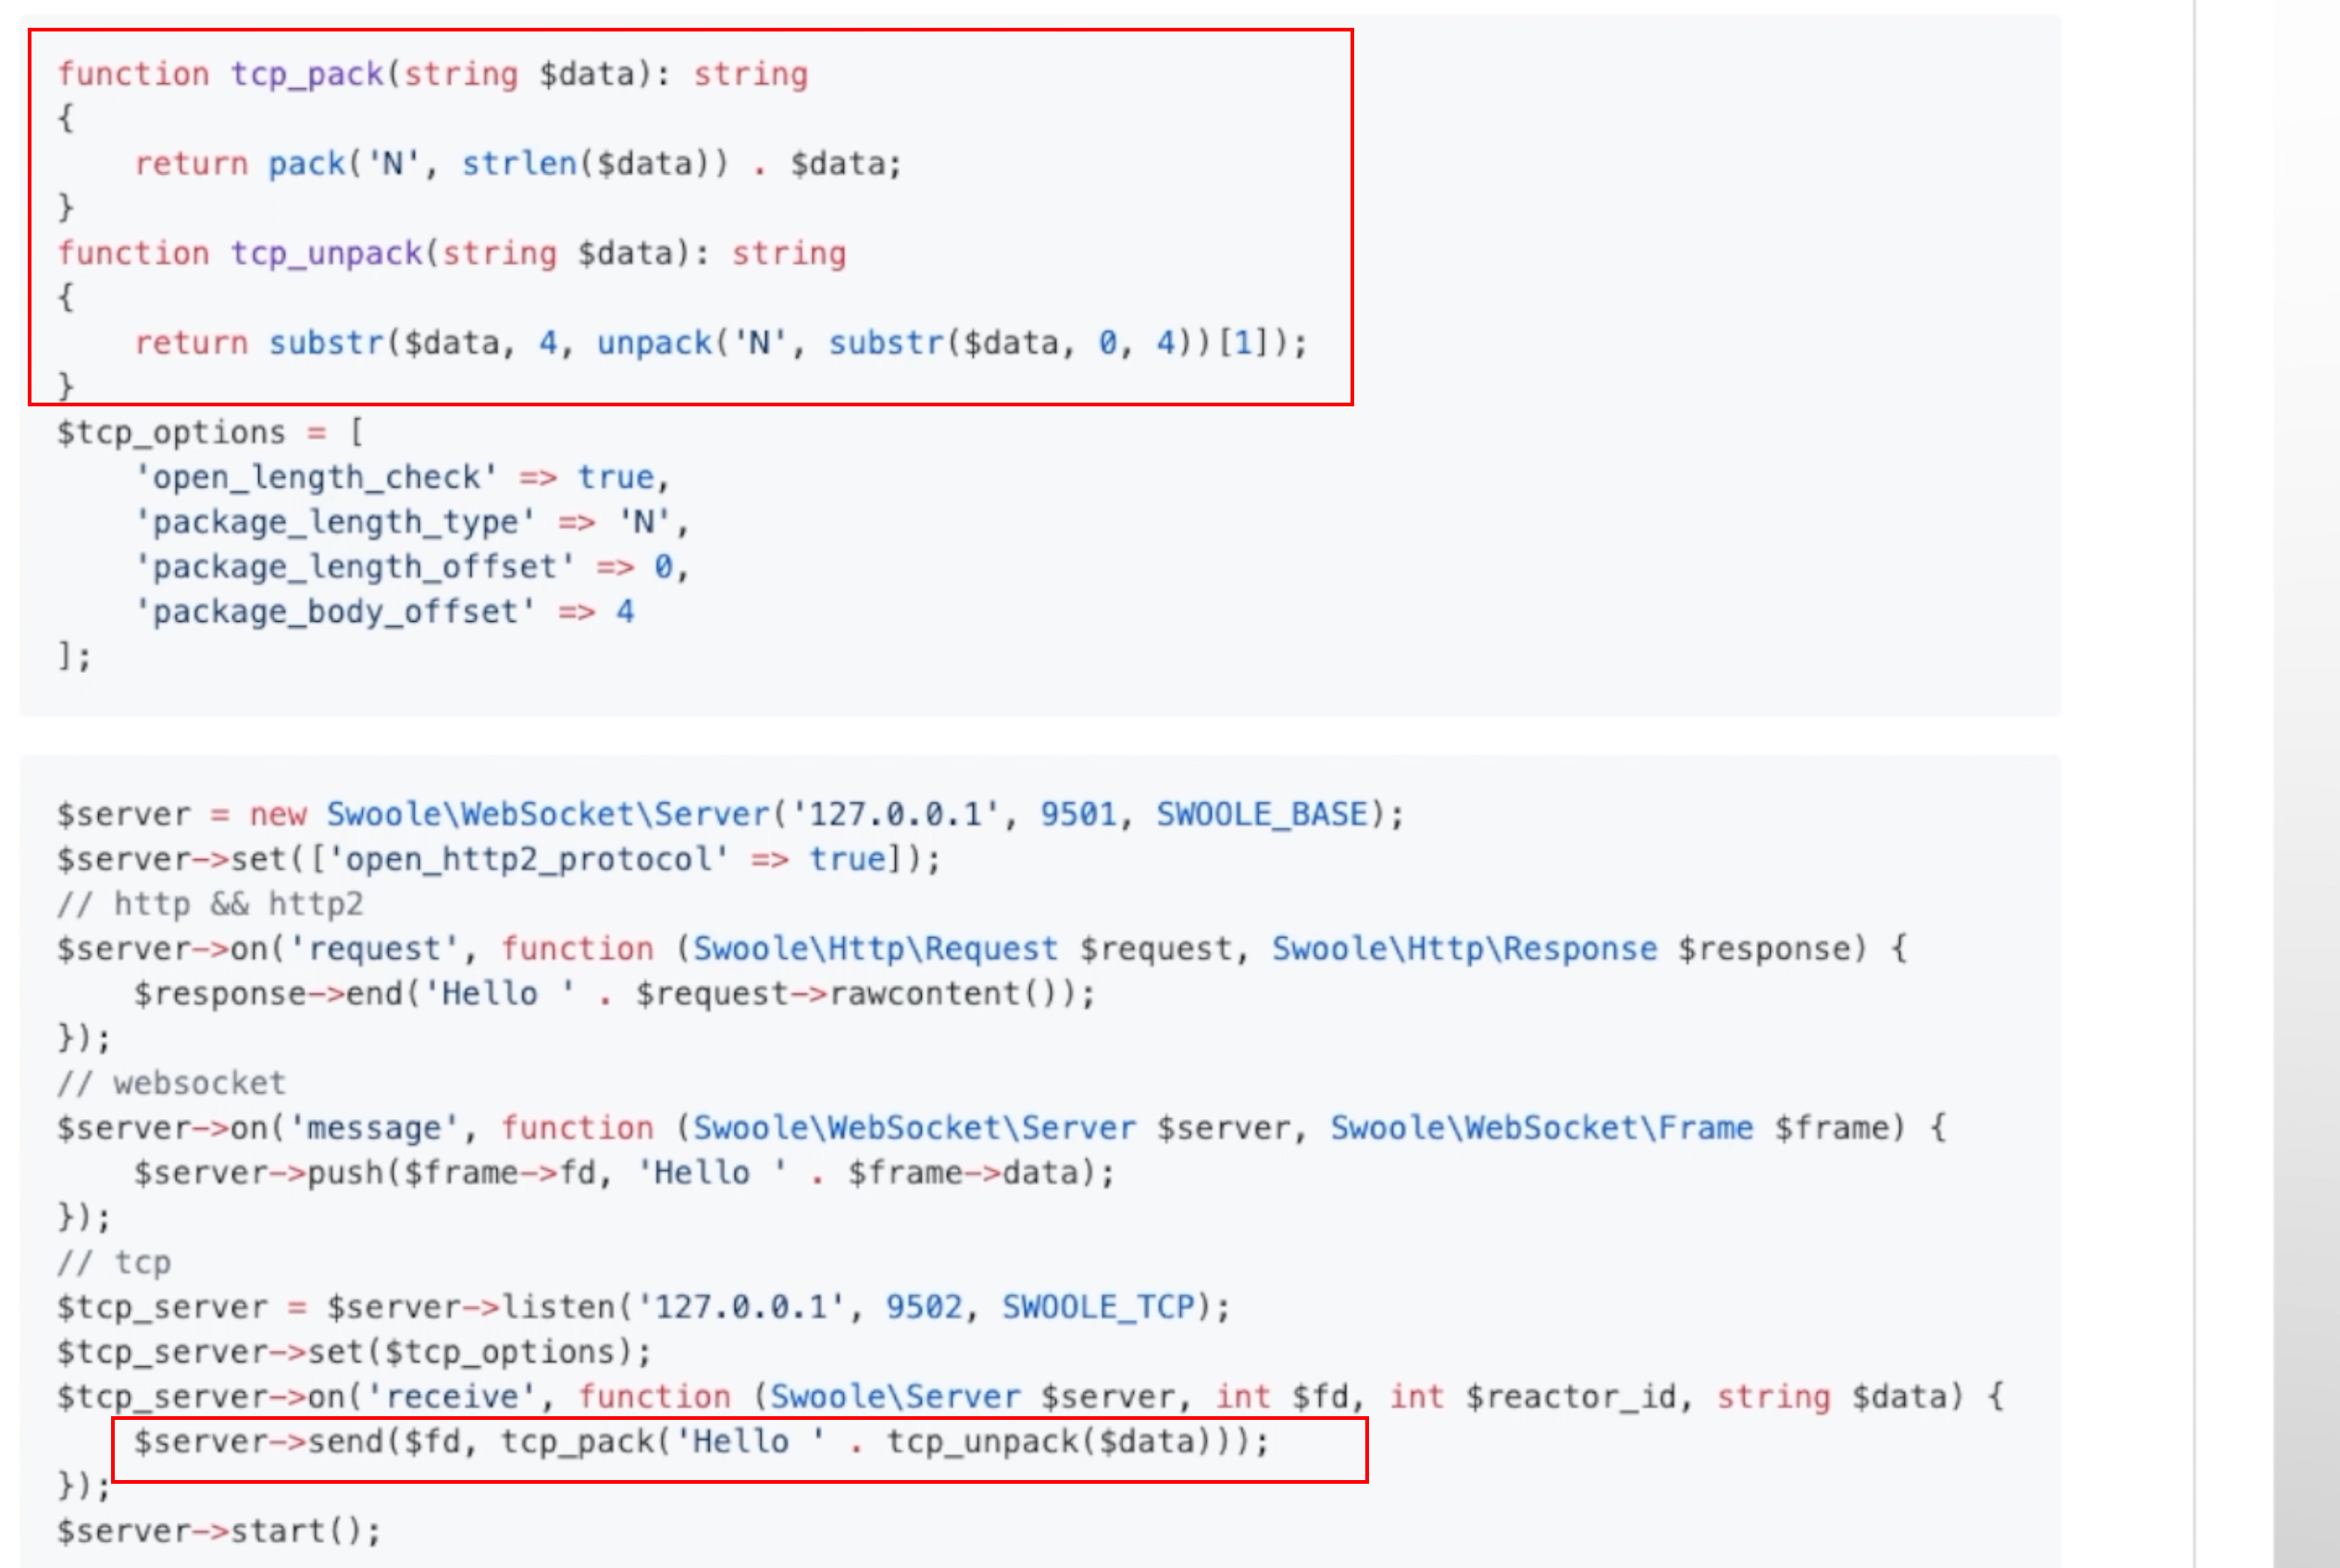 function tcp_pack(string $data): string
{
    return pack('N', strlen($data)) . $data;
}
function tcp_unpack(string $data): string
{
    return substr($data, 4, unpack('N', substr($data, 0, 4))[1]);
}
$tcp_options = [
    'open_length_check' => true,
    'package_length_type' => 'N',
    'package_length_offset' => 0,
    'package_body_offset' => 4
];
$server = new Swoole\WebSocket\Server('127.0.0.1', 9501, SWOOLE_BASE);
$server->set(['open_http2_protocol' => true]);
// http && http2
$server->on('request', function (Swoole\Http\Request $request, Swoole\Http\Response $response) {
    $response->end('Hello ' . $request->rawcontent());
});
// websocket
$server->on('message', function (Swoole\WebSocket\Server $server, Swoole\WebSocket\Frame $frame) {
    $server->push($frame->fd, 'Hello ' . $frame->data);
});
// tcp
$tcp_server = $server->listen('127.0.0.1', 9502, SWOOLE_TCP);
$tcp_server->set($tcp_options);
$tcp_server->on('receive', function (Swoole\Server $server, int $fd, int $reactor_id, string $data) {
    $server->send($fd, tcp_pack('Hello ' . tcp_unpack($data)));
});
$server->start();